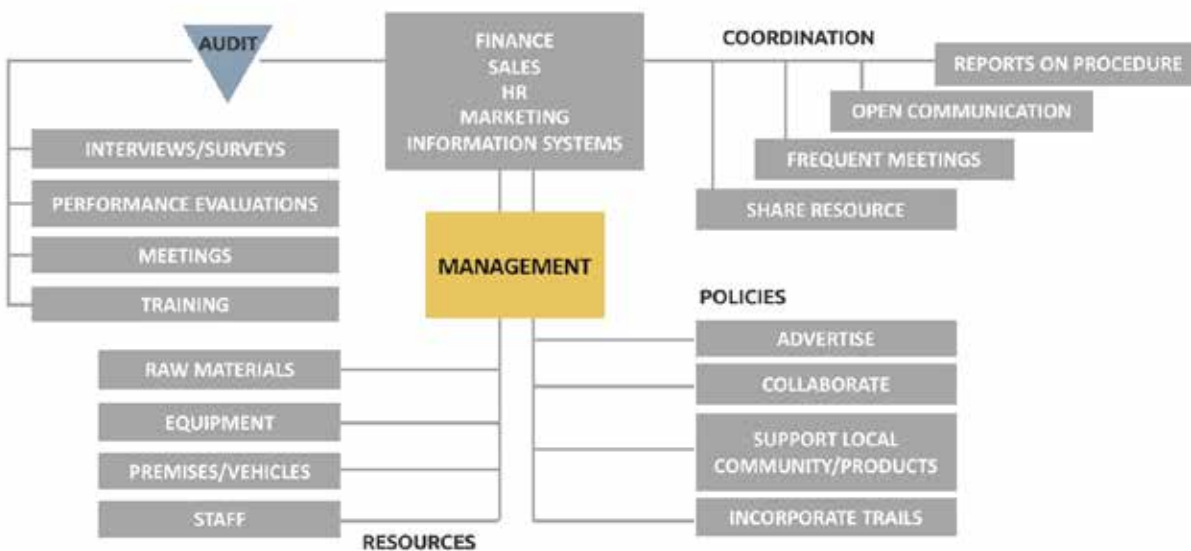 AUDIT
FINANCE
SALES
HR
MARKETING
INFORMATION SYSTEMS
COORDINATION
REPORTS ON PROCEDURE
OPEN COMMUNICATION
FREQUENT MEETINGS
SHARE RESOURCE
INTERVIEWS/SURVEYS
PERFORMANCE EVALUATIONS
MEETINGS
TRAINING
MANAGEMENT
RAW MATERIALS
EQUIPMENT
PREMISES/VEHICLES
STAFF
RESOURCES
POLICIES
ADVERTISE
COLLABORATE
SUPPORT LOCAL
COMMUNITY/PRODUCTS
INCORPORATE TRAILS